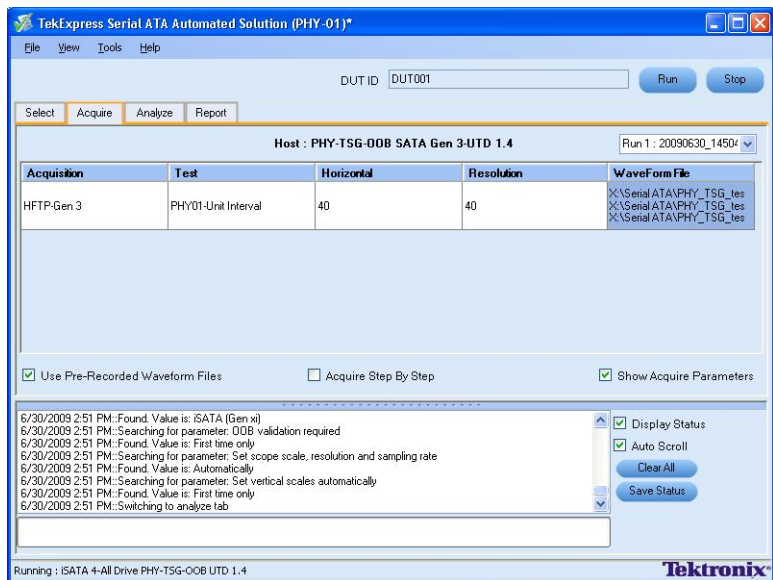 TekExpress Serial ATA Automated Solution (PHY-01)*
File View Tools Help
DUT ID DUT001 Run Stop
Select Acquire Analyze Report
Host : PHY-TSG-OOB SATA Gen 3-UTD 1.4 Run 1 : 20090630_14504
Acquisition Test Horizontal Resolution WaveForm File
HFTP-Gen 3 PHY01-Unit Interval 40 40
X:\Serial ATA\PHY_TSG_tes
X:\Serial ATA\PHY_TSG_tes
X:\Serial ATA\PHY_TSG_tes
Use Pre-Recorded Waveform Files Acquire Step By Step Show Acquire Parameters
6/30/2009 2:51 PM::Found. Value is: iSATA (Gen xi)
6/30/2009 2:51 PM::Searching for parameter: OOB validation required
6/30/2009 2:51 PM::Found. Value is: First time only
6/30/2009 2:51 PM::Searching for parameter: Set scope scale, resolution and sampling rate
6/30/2009 2:51 PM::Found. Value is: Automatically
6/30/2009 2:51 PM::Searching for parameter: Set vertical scales automatically
6/30/2009 2:51 PM::Found. Value is: First time only
6/30/2009 2:51 PM::Switching to analyze tab
Display Status
Auto Scroll
Clear All
Save Status
Running : iSATA 4-All Drive PHY-TSG-OOB UTD 1.4 Tektronix